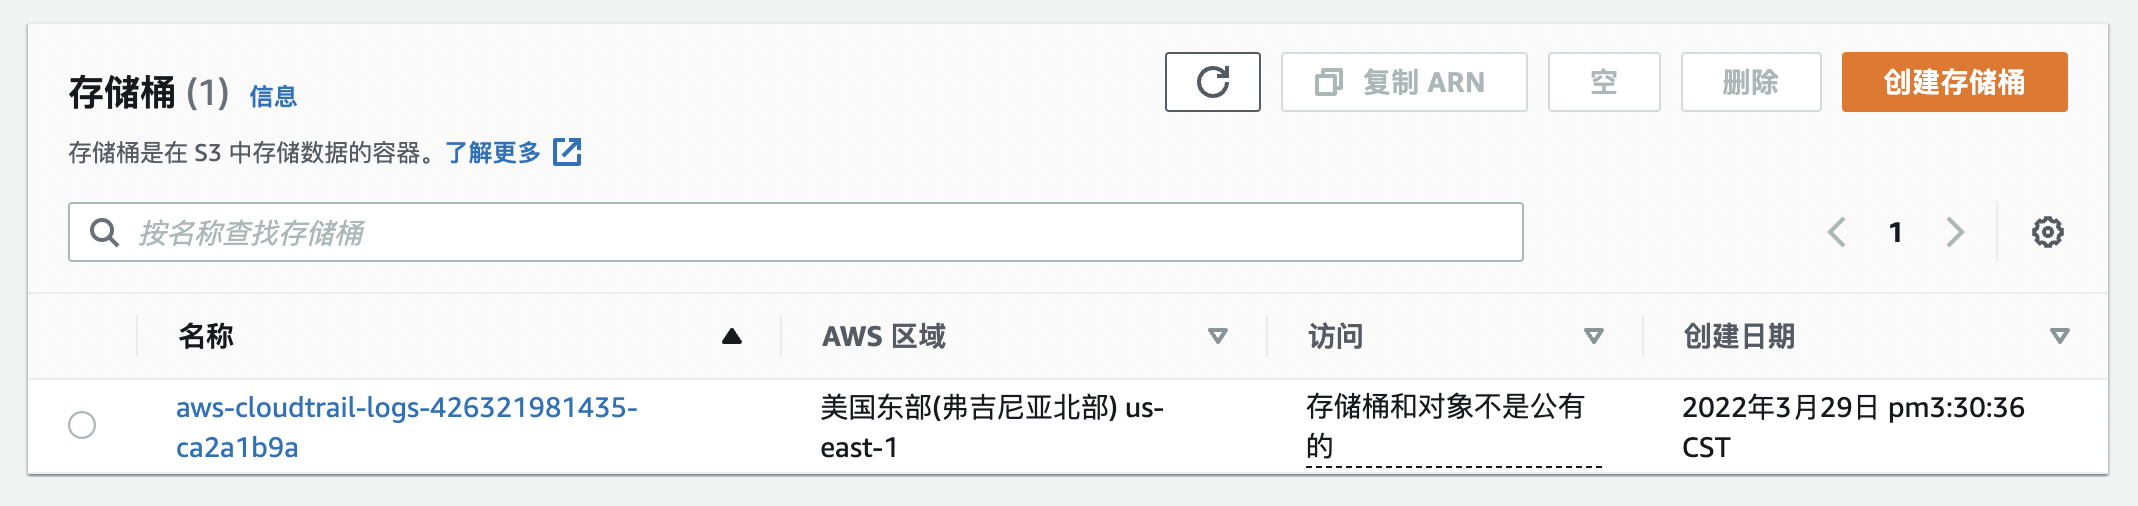 存储桶 (1) 信息
复制 ARN
空
删除
创建存储桶
存储桶是在 S3 中存储数据的容器。了解更多
按名称查找存储桶
1
名称
AWS 区域
访问
创建日期
aws-cloudtrail-logs-426321981435-
ca2a1b9a
美国东部(弗吉尼亚北部) us-
east-1
存储桶和对象不是公有
的
2022年3月29日 pm3:30:36
CST